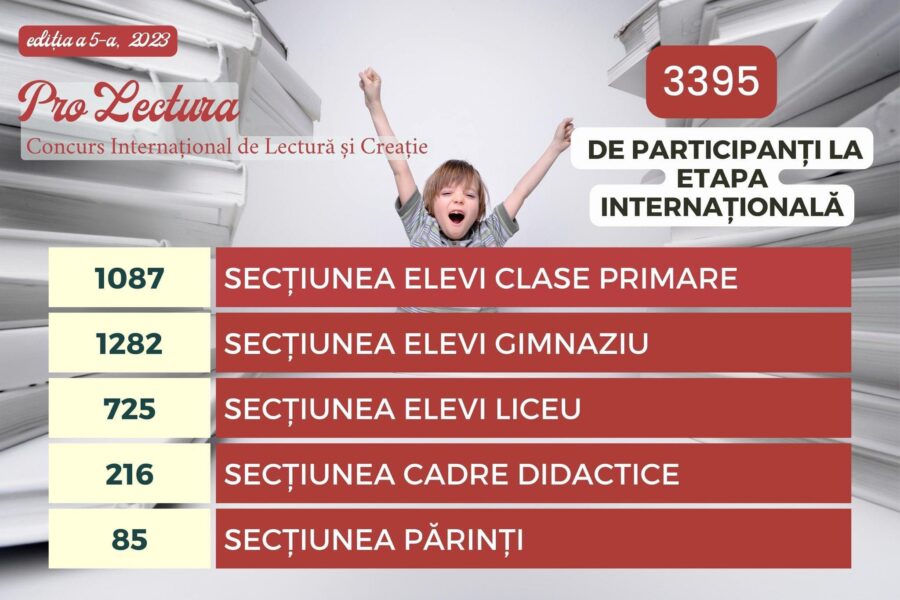 ediția a 5-a, 2023
Pro Lectura
Concurs Internațional de Lectură și Creație
3395
DE PARTICIPANȚI LA
ETAPA
INTERNAȚIONALĂ
1087 SECȚIUNEA ELEVI CLASE PRIMARE
1282 SECȚIUNEA ELEVI GIMNAZIU
725 SECȚIUNEA ELEVI LICEU
216 SECȚIUNEA CADRE DIDACTICE
85 SECȚIUNEA PĂRINȚI